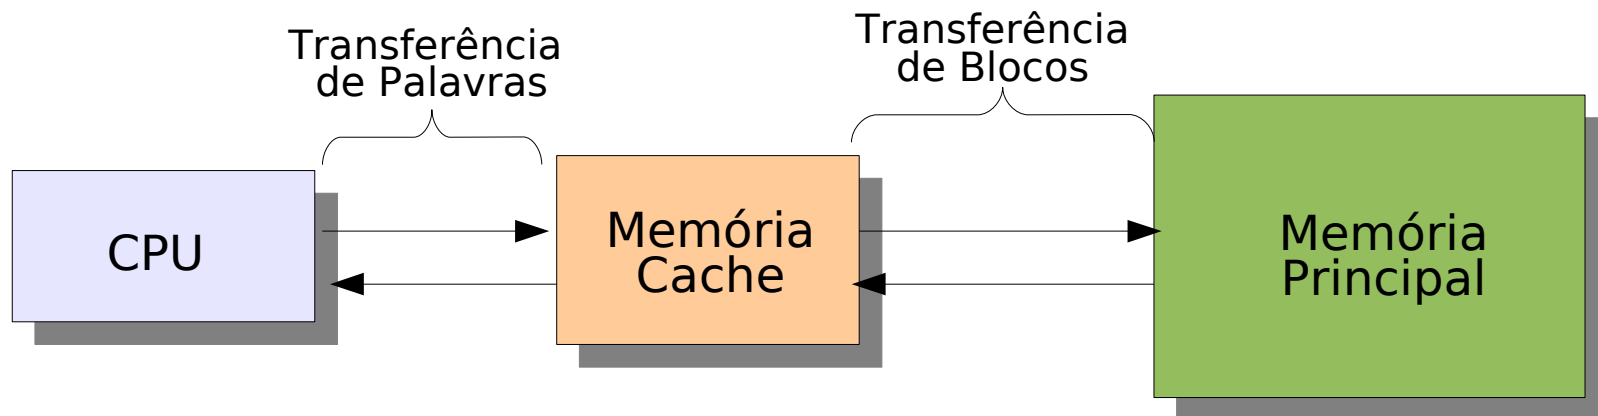 Transferência
de Palavras
Transferência
de Blocos
CPU
Memória
Cache
Memória
Principal